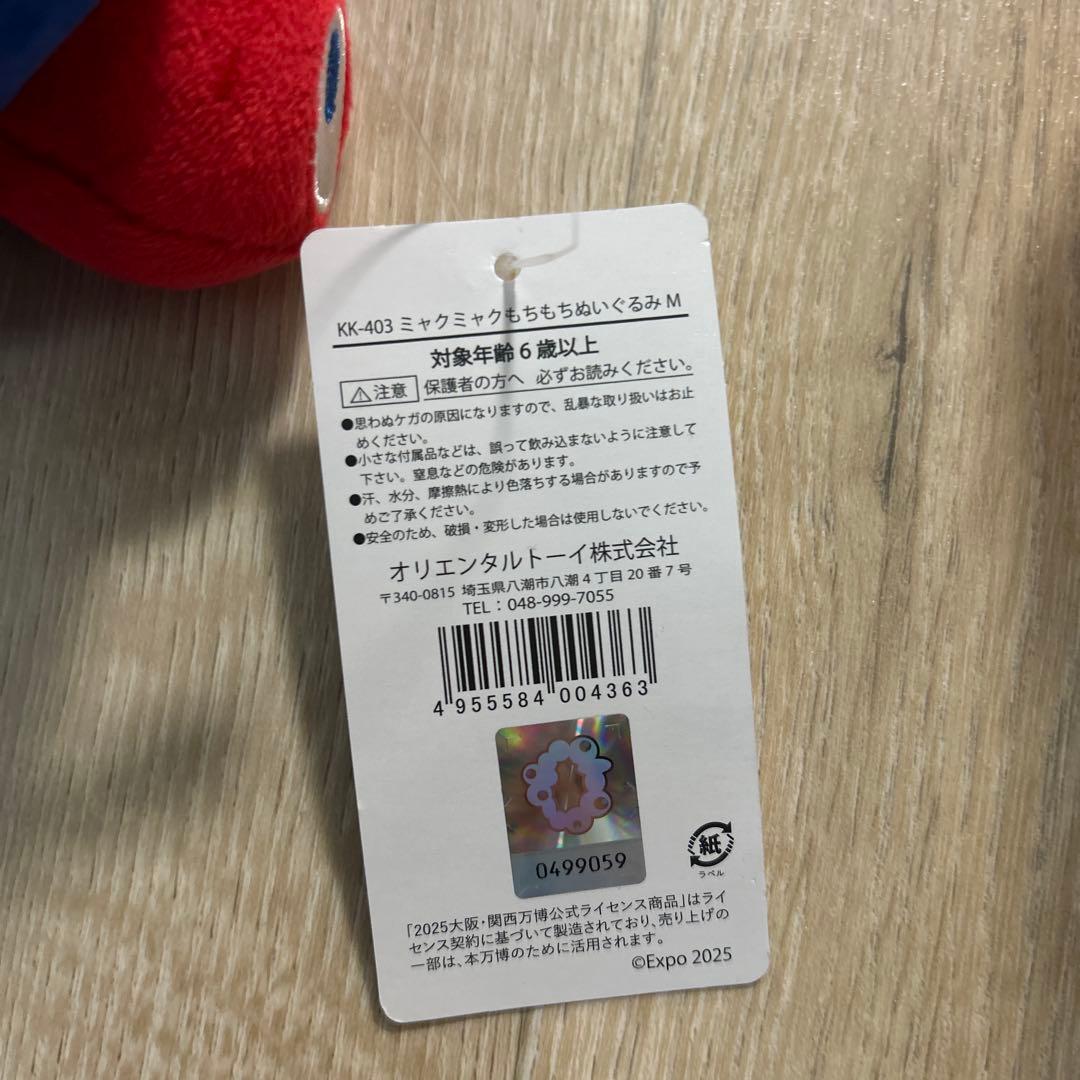 KK-403 ミャクミャクもちもちぬいぐるみ M
対象年齢 6 歳以上
⚠注意 保護者の方へ 必ずお読みください。
●思わぬケガの原因になりますので、乱暴な取り扱いはお止
めください。
●小さな付属品などは、誤って飲み込まないように注意して
下さい。窒息などの危険があります。
●汗、水分、摩擦熱により色落ちする場合がありますので予
めご了承ください。
●安全のため、破損・変形した場合は使用しないでください。
オリエンタルトーイ株式会社
〒340-0815 埼玉県八潮市八潮 4 丁目 20 番 7 号
TEL：048-999-7055
4 955584 004363
0499059
紙
ラベル
「2025大阪・関西万博公式ライセンス商品」はライ
センス契約に基づいて製造されており、売り上げの
一部は、本万博のために活用されます。
©Expo 2025